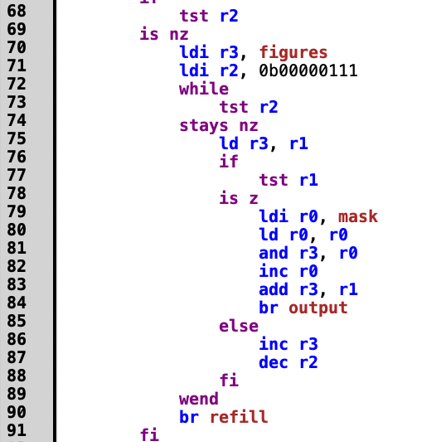 68 tst r2
69 is nz
70 ldi r3, figures
71 ldi r2, 0b00000111
72 while
73 tst r2
74 stays nz
75 ld r3, r1
76 if
77 tst r1
78 is z
79 ldi r0, mask
80 ld r0, r0
81 and r3, r0
82 inc r0
83 add r3, r1
84 br output
85 else
86 inc r3
87 dec r2
88 fi
89 wend
90 br refill
91 fi